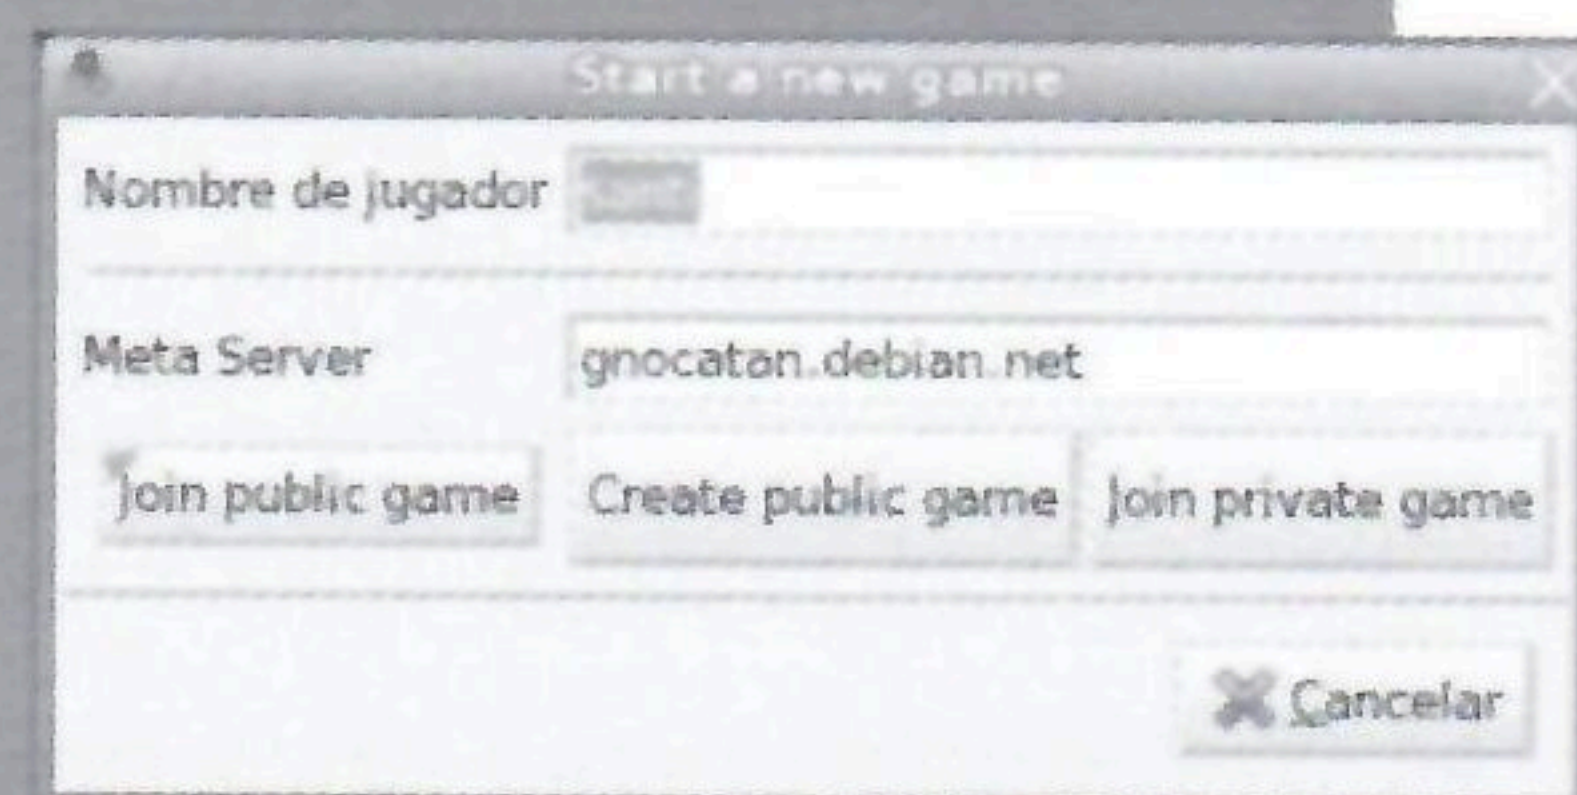 Start a new game
Nombre de jugador
Meta Server gnocatan.debian.net
Join public game Create public game Join private game
Cancelar